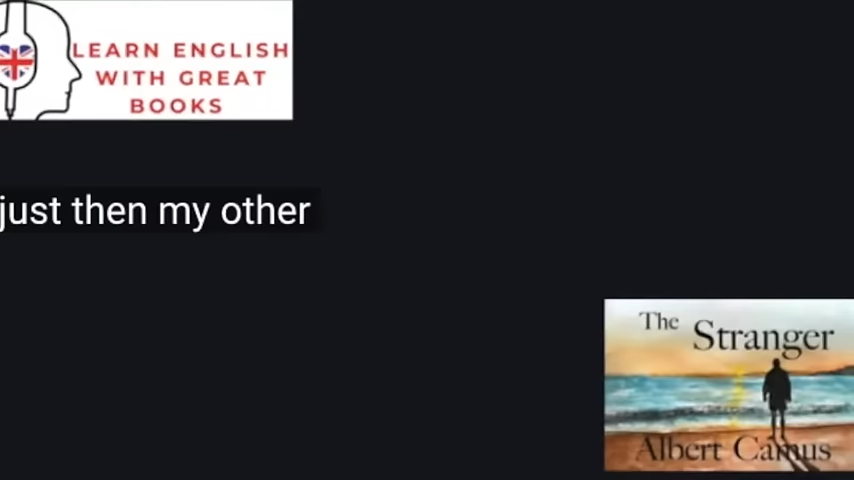 LEARN ENGLISH
WITH GREAT
BOOKS
just then my other
The Stranger
Albert Camus